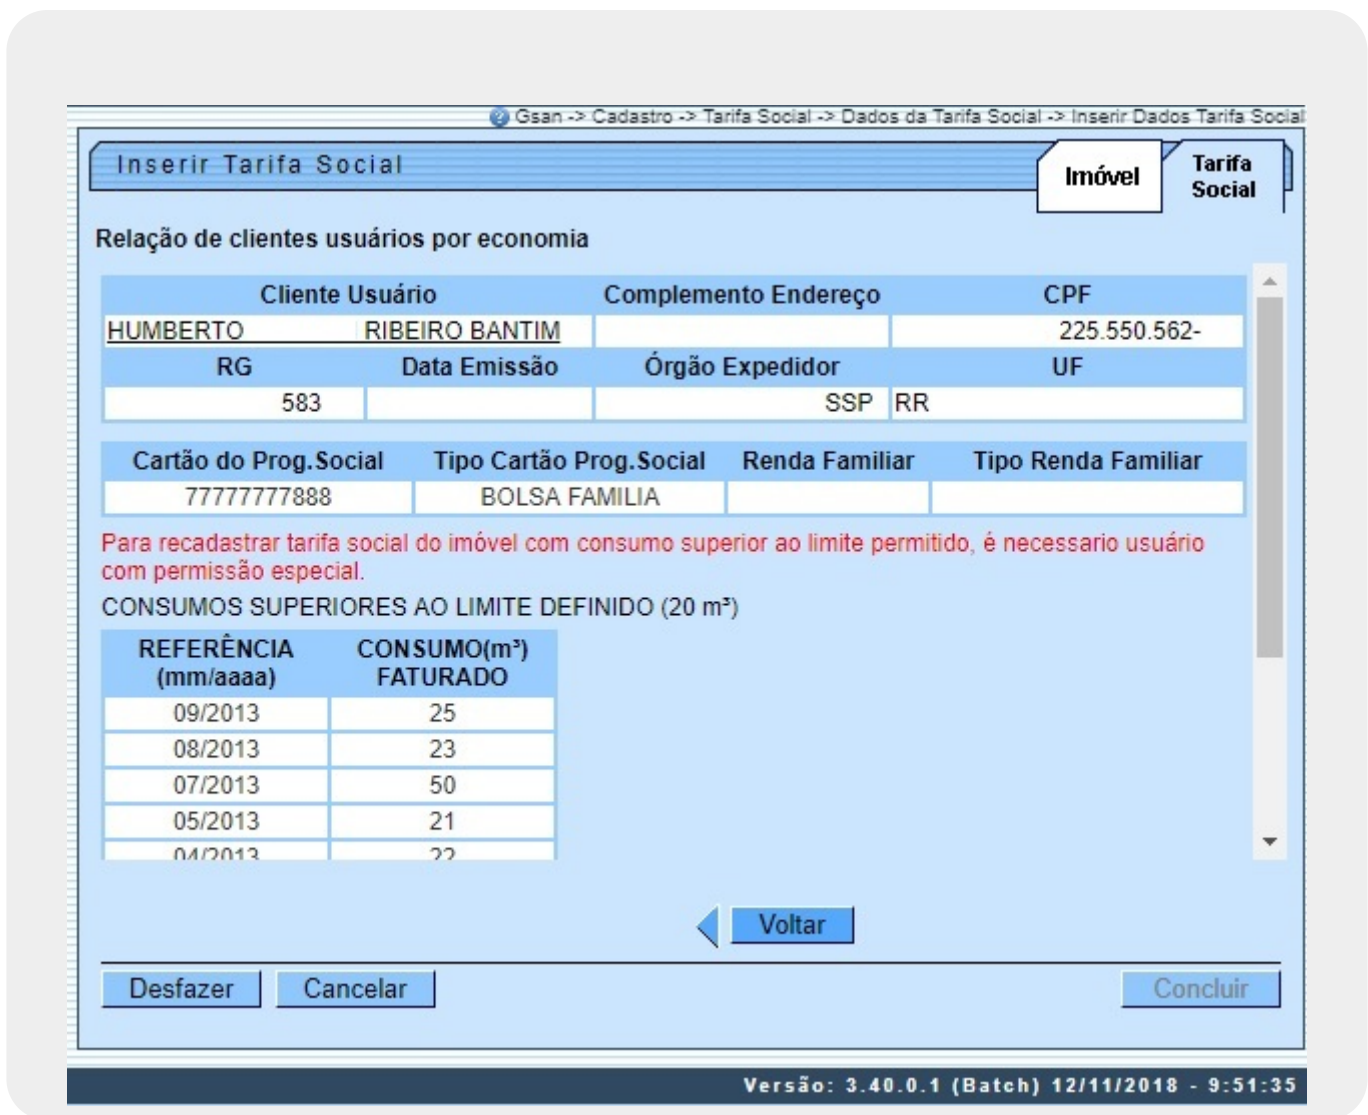 Gsan -> Cadastro -> Tarifa Social -> Dados da Tarifa Social -> Inserir Dados Tarifa Social
Inserir Tarifa Social
Imóvel
Tarifa
Social
Relação de clientes usuários por economia
Cliente Usuário Complemento Endereço CPF
HUMBERTO RIBEIRO BANTIM 225.550.562-
RG Data Emissão Órgão Expedidor UF
583 SSP RR
Cartão do Prog.Social Tipo Cartão Prog.Social Renda Familiar Tipo Renda Familiar
77777777888 BOLSA FAMILIA
Para recadastrar tarifa social do imóvel com consumo superior ao limite permitido, é necessario usuário
com permissão especial.
CONSUMOS SUPERIORES AO LIMITE DEFINIDO (20 m³)
REFERÊNCIA CONSUMO(m³)
(mm/aaaa) FATURADO
09/2013 25
08/2013 23
07/2013 50
05/2013 21
04/2013 22
Voltar
Desfazer Cancelar Concluir
Versão: 3.40.0.1 (Batch) 12/11/2018 - 9:51:35